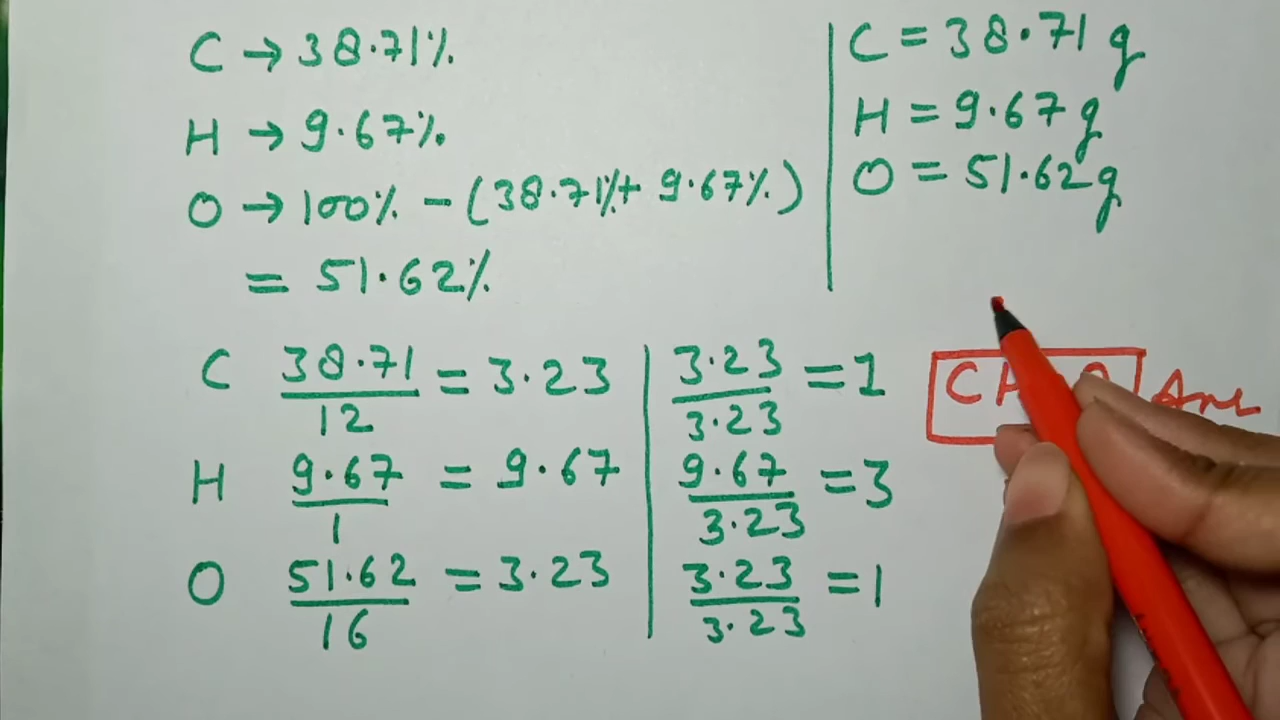 C → 38.71%
H → 9.67%
O → 100% - (38.71% + 9.67%)
= 51.62%
C = 38.71 g
H = 9.67 g
O = 51.62 g
C 38.71/12 = 3.23
H 9.67/1 = 9.67
O 51.62/16 = 3.23
3.23/3.23 = 1
9.67/3.23 = 3
3.23/3.23 = 1
C Ans